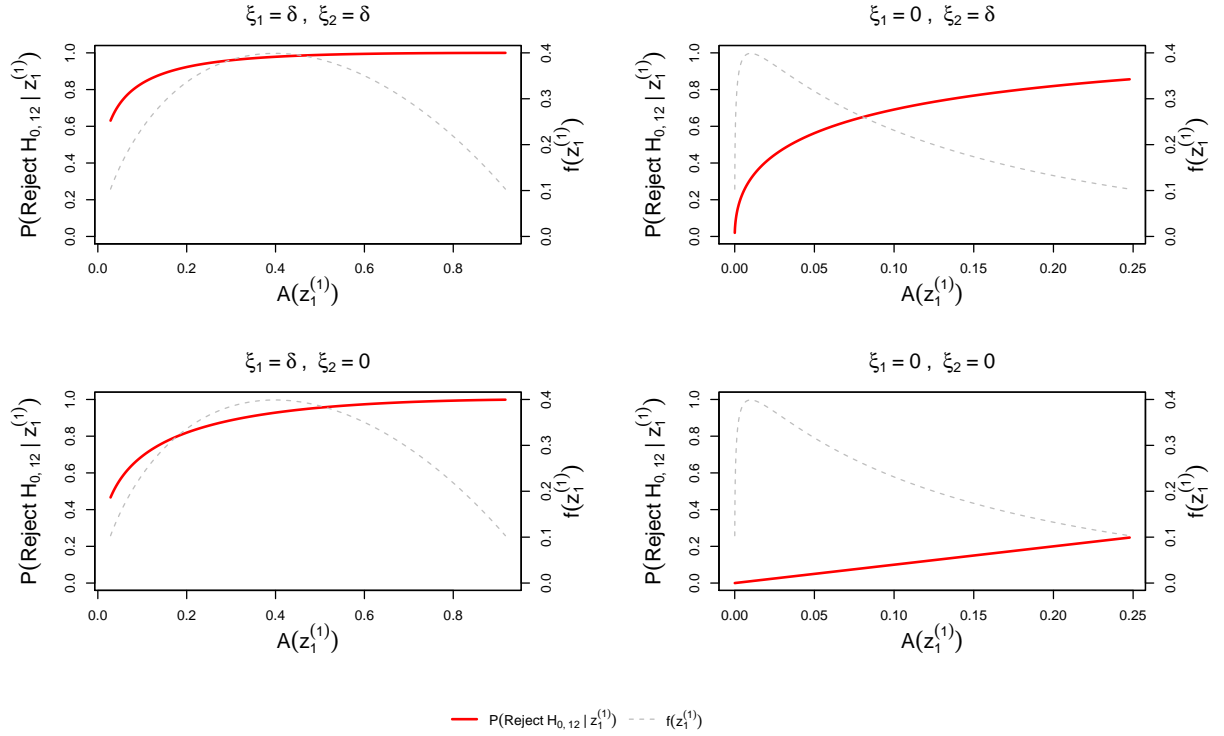 ξ₁ = δ , ξ₂ = δ
P(Reject H₀, ₁₂ | z₁⁽¹⁾)
0.0 0.2 0.4 0.6 0.8 1.0
0.0 0.1 0.2 0.3 0.4
f(z₁⁽¹⁾)
0.0 0.2 0.4 0.6 0.8
A(z₁⁽¹⁾)
ξ₁ = 0 , ξ₂ = δ
P(Reject H₀, ₁₂ | z₁⁽¹⁾)
0.0 0.2 0.4 0.6 0.8 1.0
0.0 0.1 0.2 0.3 0.4
f(z₁⁽¹⁾)
0.00 0.05 0.10 0.15 0.20 0.25
A(z₁⁽¹⁾)
ξ₁ = δ , ξ₂ = 0
P(Reject H₀, ₁₂ | z₁⁽¹⁾)
0.0 0.2 0.4 0.6 0.8 1.0
0.0 0.1 0.2 0.3 0.4
f(z₁⁽¹⁾)
0.0 0.2 0.4 0.6 0.8
A(z₁⁽¹⁾)
ξ₁ = 0 , ξ₂ = 0
P(Reject H₀, ₁₂ | z₁⁽¹⁾)
0.0 0.2 0.4 0.6 0.8 1.0
0.0 0.1 0.2 0.3 0.4
f(z₁⁽¹⁾)
0.00 0.05 0.10 0.15 0.20 0.25
A(z₁⁽¹⁾)
P(Reject H₀, ₁₂ | z₁⁽¹⁾) f(z₁⁽¹⁾)